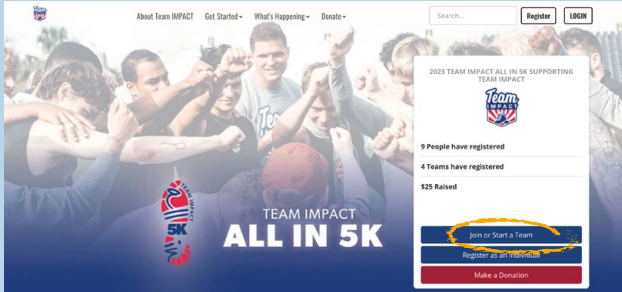 About Team IMPACT Get Started What's Happening Donate Search... Register LOGIN
2023 TEAM IMPACT ALL IN 5K SUPPORTING
TEAM IMPACT
Team
IMPACT
9 People have registered
4 Teams have registered
$25 Raised
TEAM IMPACT
5K
TEAM IMPACT
ALL IN 5K
Join or Start a Team
Register as an Individual
Make a Donation